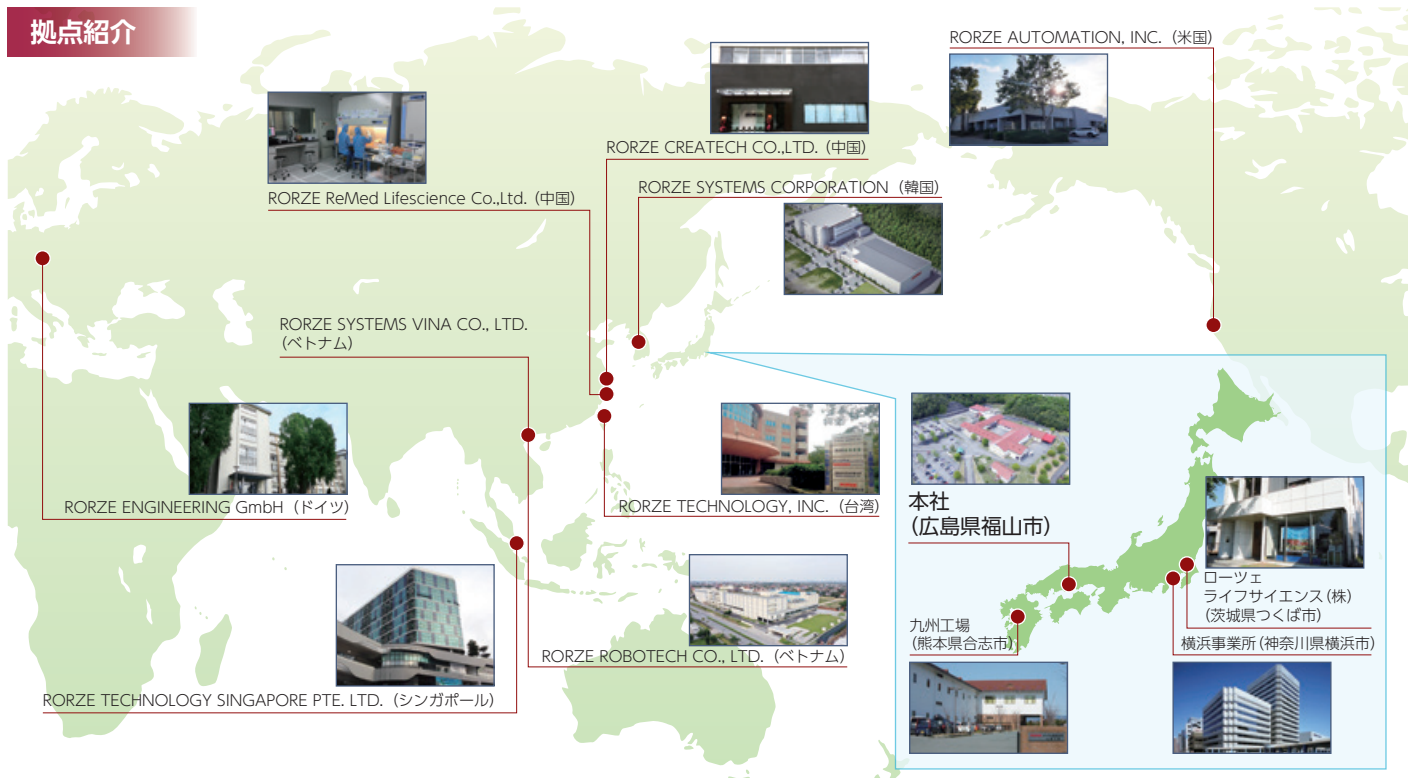 拠点紹介
RORZE AUTOMATION, INC.（米国）
RORZE CREATECH CO.,LTD.（中国）
RORZE SYSTEMS CORPORATION（韓国）
RORZE ReMed Lifescience Co.,Ltd.（中国）
RORZE SYSTEMS VINA CO., LTD.
（ベトナム）
RORZE ENGINEERING GmbH（ドイツ）
RORZE TECHNOLOGY, INC.（台湾）
RORZE ROBOTECH CO., LTD.（ベトナム）
RORZE TECHNOLOGY SINGAPORE PTE. LTD.（シンガポール）
本社
（広島県福山市）
ローツェ
ライフサイエンス（株）
（茨城県つくば市）
九州工場
（熊本県合志市）
横浜事業所（神奈川県横浜市）